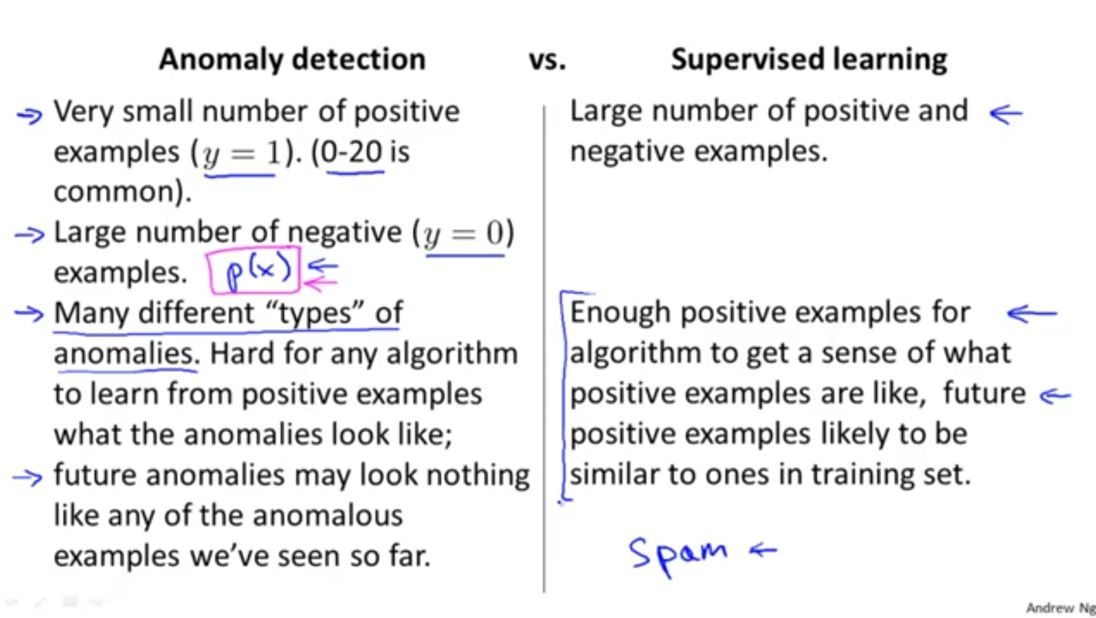 Anomaly detection vs. Supervised learning
Very small number of positive
examples (y = 1). (0-20 is
common).
Large number of negative (y = 0)
examples. p(x)
Many different “types” of
anomalies. Hard for any algorithm
to learn from positive examples
what the anomalies look like;
future anomalies may look nothing
like any of the anomalous
examples we’ve seen so far.
Large number of positive and
negative examples.
Enough positive examples for
algorithm to get a sense of what
positive examples are like, future
positive examples likely to be
similar to ones in training set.
Spam
Andrew Ng